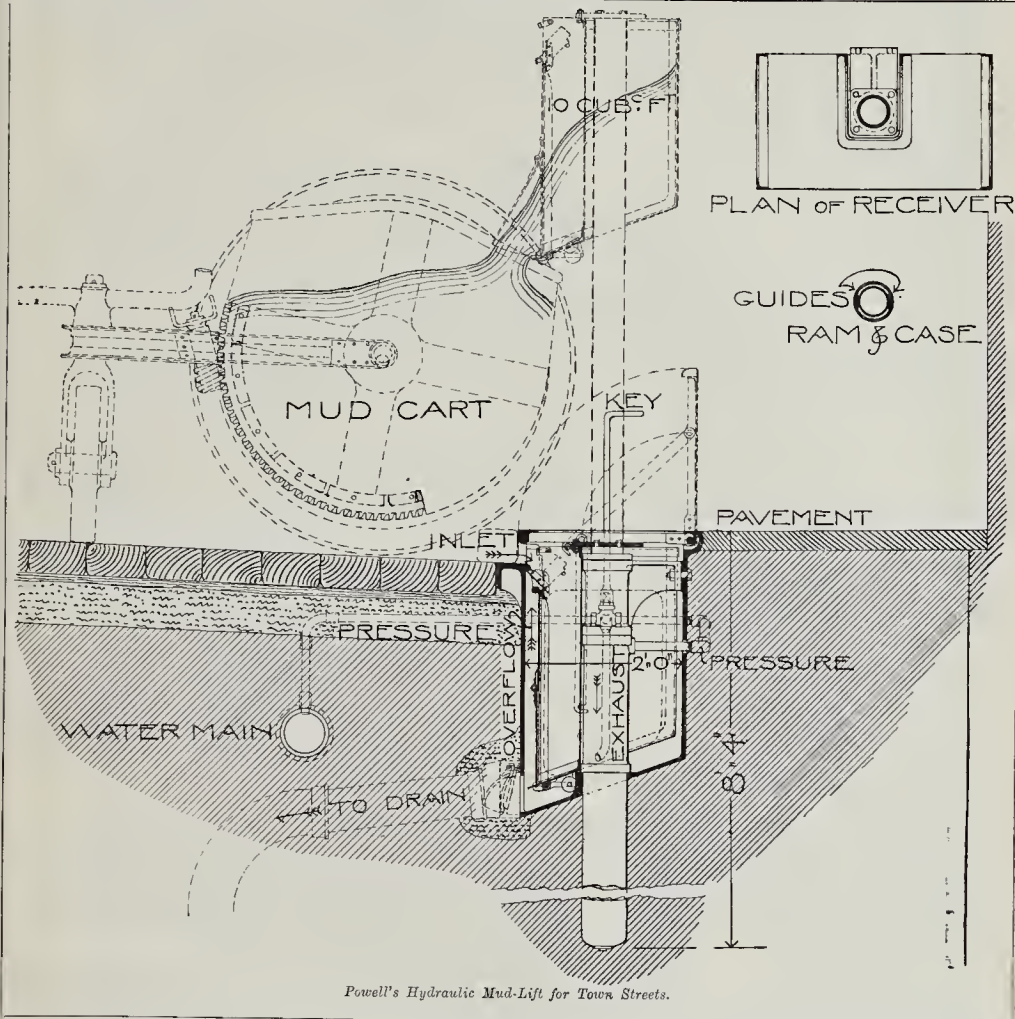 10 CUB.C FT
PLAN OF RECEIVER
GUIDES
RAM & CASE
MUD CART
KEY
PAVEMENT
INLET
PRESSURE
OVERFLOW
EXHAUST
2'.0"
PRESSURE
WATER MAIN
8'.4"
TO DRAIN
Powell's Hydraulic Mud-Lift for Town Streets.